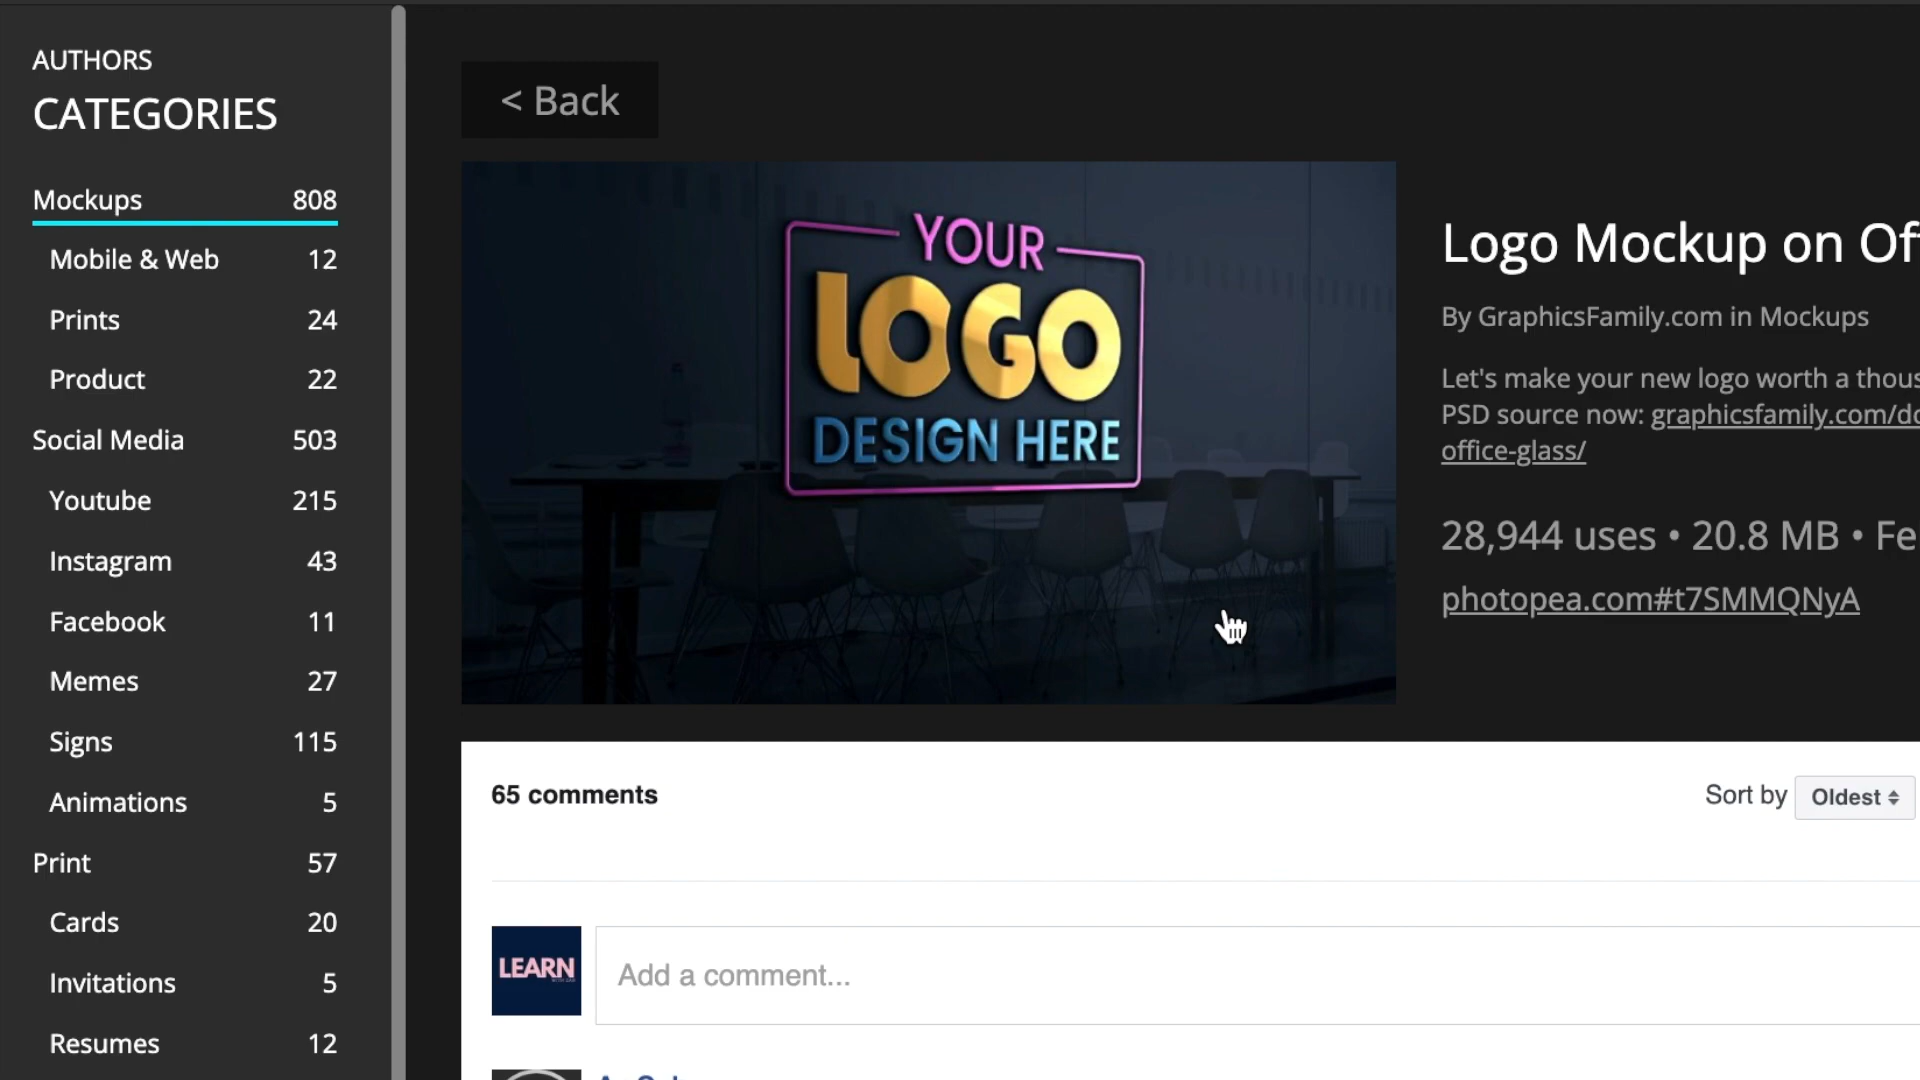 AUTHORS
CATEGORIES
Mockups 808
Mobile & Web 12
Prints 24
Product 22
Social Media 503
Youtube 215
Instagram 43
Facebook 11
Memes 27
Signs 115
Animations 5
Print 57
Cards 20
Invitations 5
Resumes 12
< Back
YOUR
LOGO
DESIGN HERE
Logo Mockup on
By GraphicsFamily.com in Mockups
Let's make your new logo worth a
PSD source now: graphicsfamily.com/
office-glass/
28,944 uses • 20.8 MB •
photopea.com#t7SMMQNyA
65 comments
Sort by Oldest
LEARN
Add a comment...